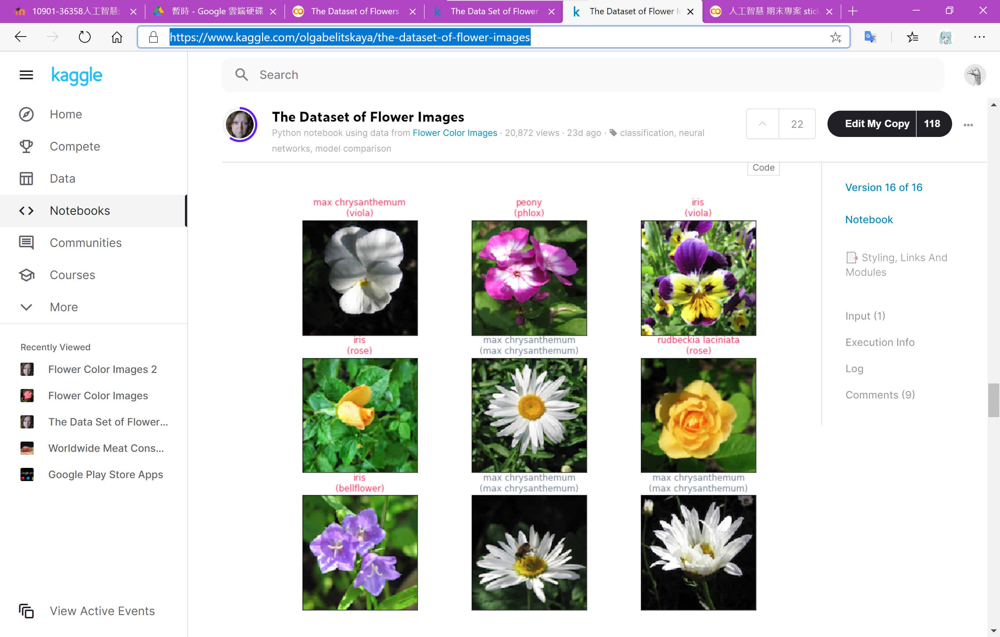 10901-36358人工智慧:
暫時 - Google 雲端硬碟
The Dataset of Flowers
The Data Set of Flower
The Dataset of Flower I
人工智慧 期末專案 stic
https://www.kaggle.com/olgabelitskaya/the-dataset-of-flower-images
kaggle
Search
Home
Compete
Data
Notebooks
Communities
Courses
More
Recently Viewed
Flower Color Images 2
Flower Color Images
The Data Set of Flower...
Worldwide Meat Cons...
Google Play Store Apps
View Active Events
The Dataset of Flower Images
Python notebook using data from Flower Color Images · 20,872 views · 23d ago · classification, neural
networks, model comparison
22
Edit My Copy 118
Code
max chrysanthemum
(viola)
peony
(phlox)
iris
(viola)
iris
(rose)
max chrysanthemum
(max chrysanthemum)
rudbeckia laciniata
(rose)
iris
(bellflower)
max chrysanthemum
(max chrysanthemum)
max chrysanthemum
(max chrysanthemum)
Version 16 of 16
Notebook
Styling, Links And
Modules
Input (1)
Execution Info
Log
Comments (9)